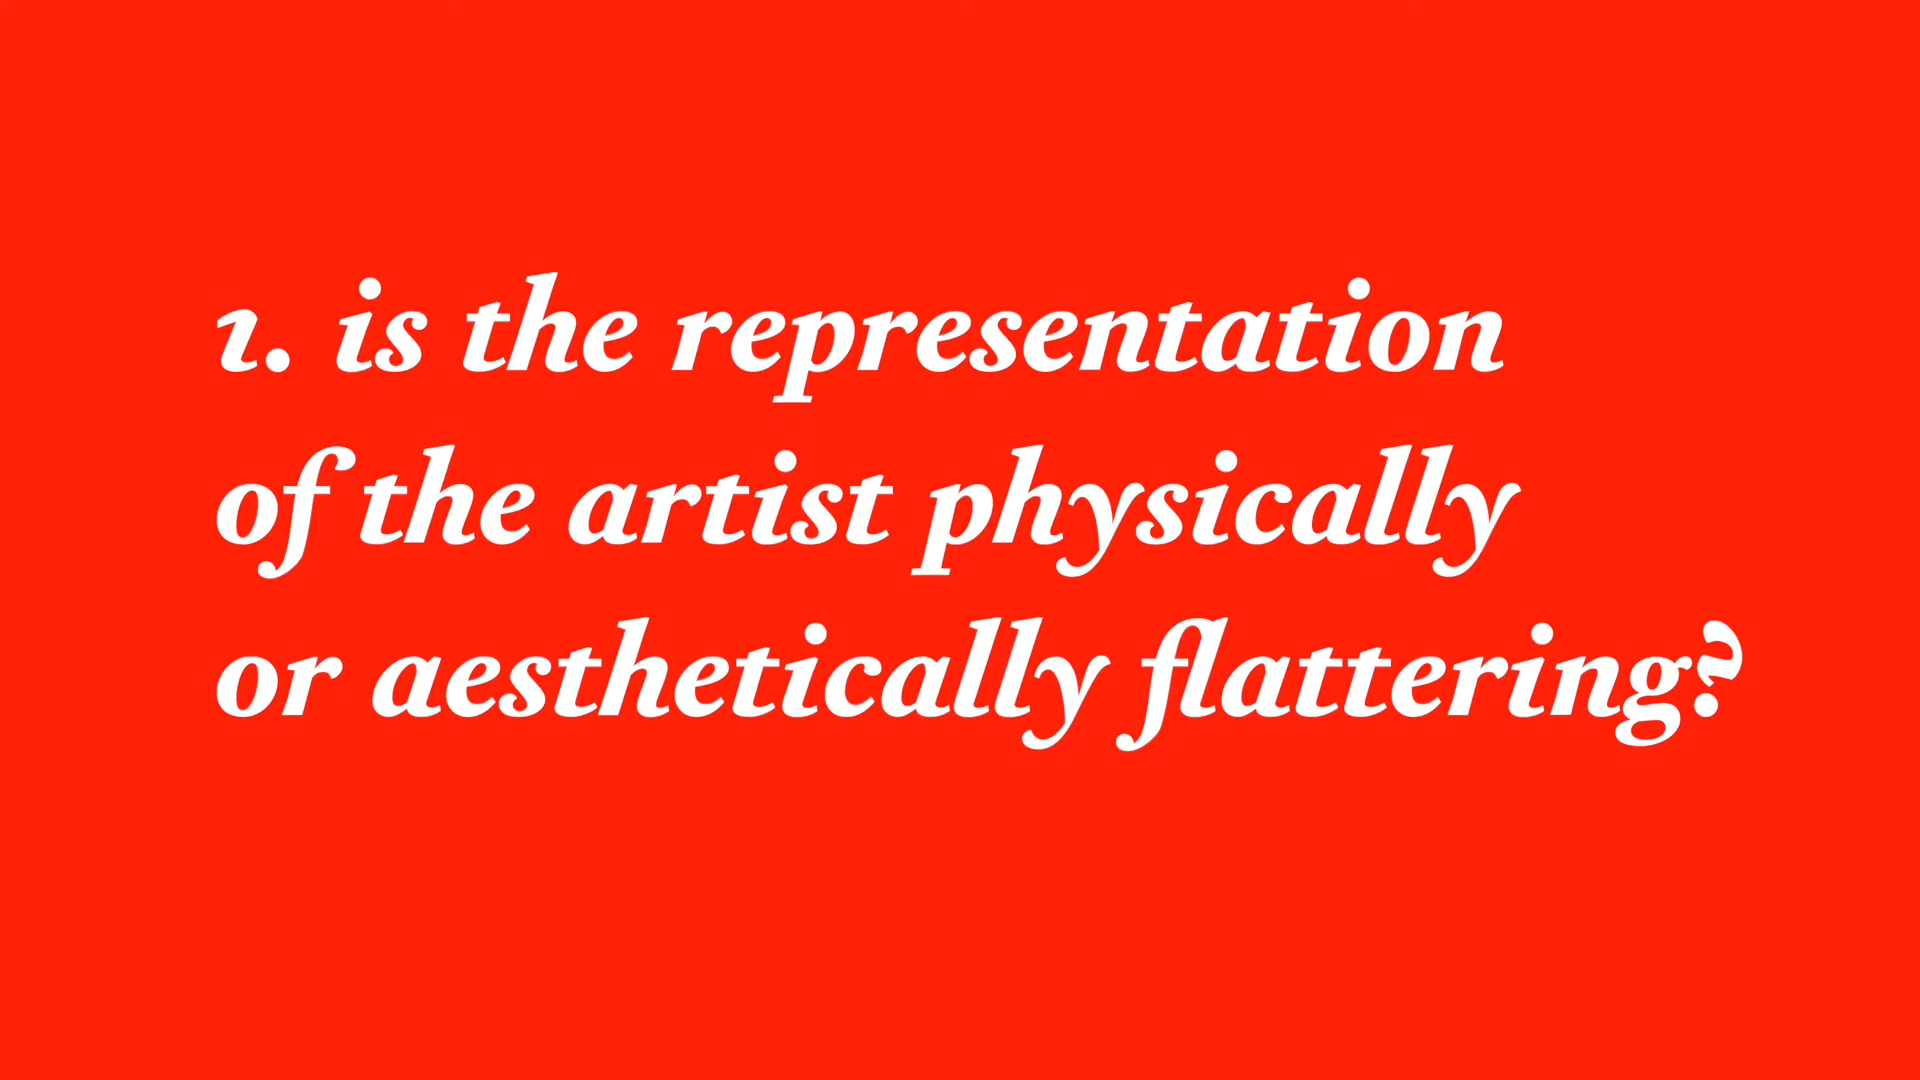 1. is the representation
of the artist physically
or aesthetically flattering?